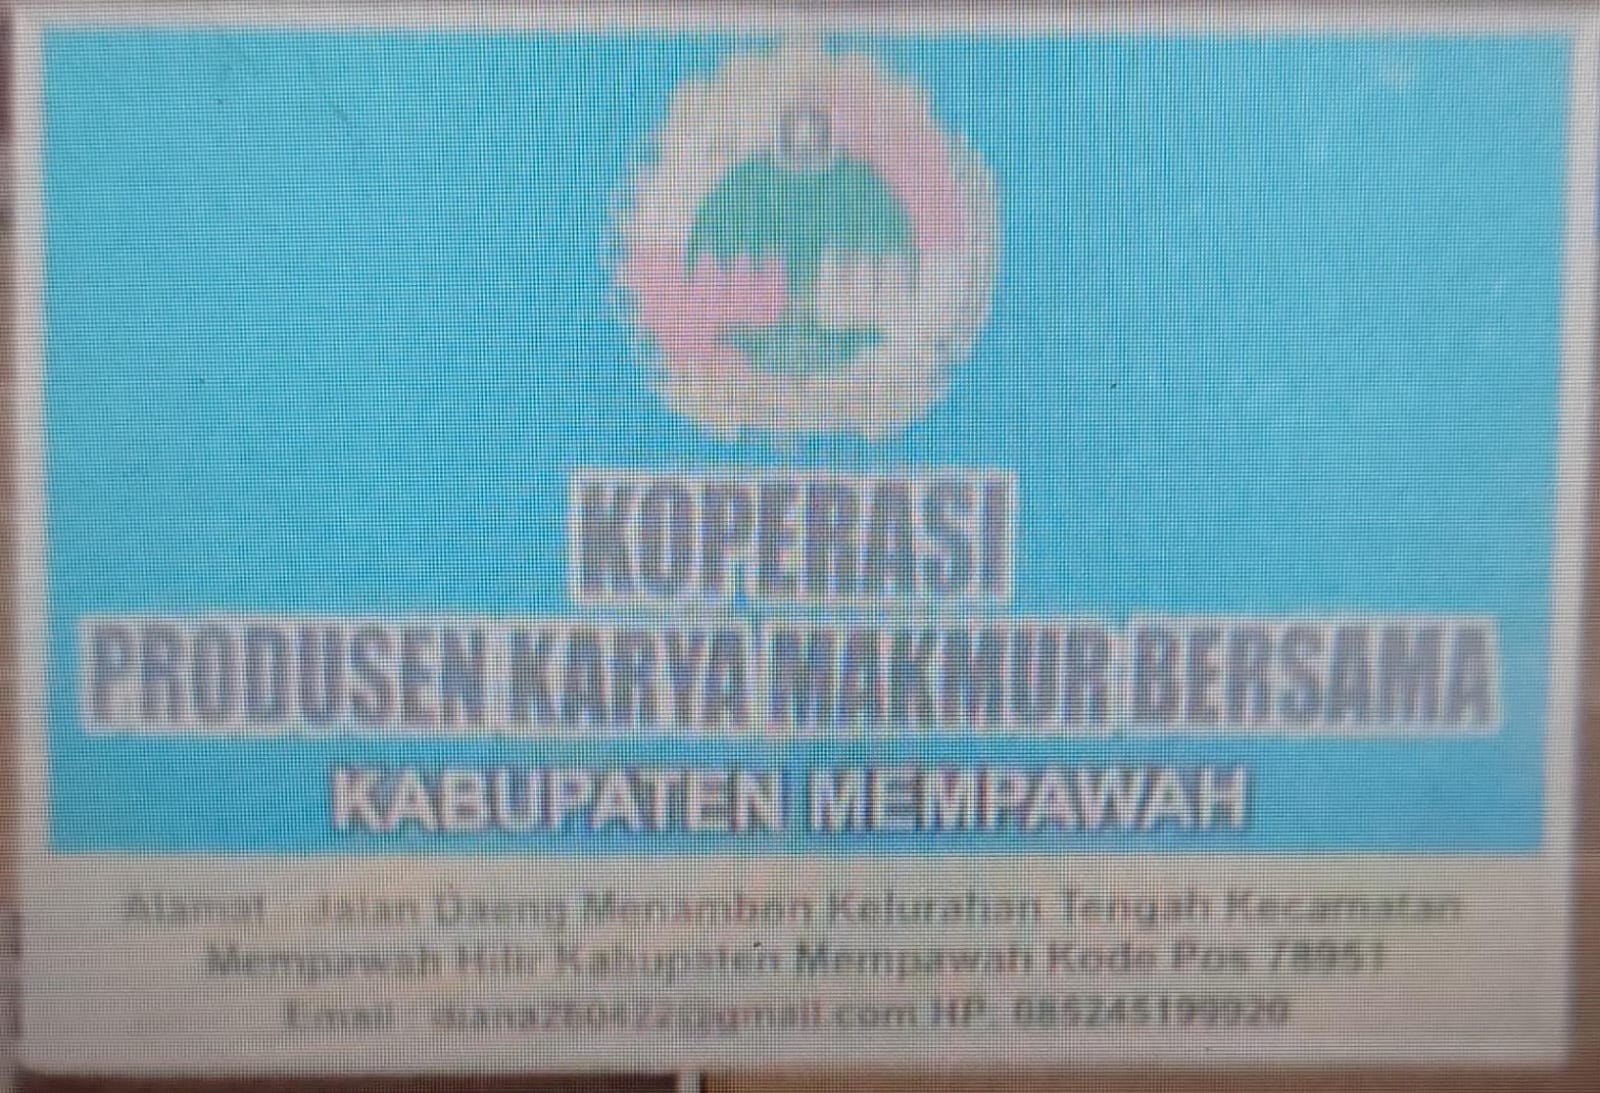 KOPERASI
PRODUSEN KARYA MAKMUR BERSAMA
KABUPATEN MEMPAWAH
Alamat : Jalan Daeng Menambon Kelurahan Tengah Kecamatan
Mempawah Hilir Kabupaten Mempawah Kode Pos 78951
Email : diana260422@gmail.com HP. 085245199920